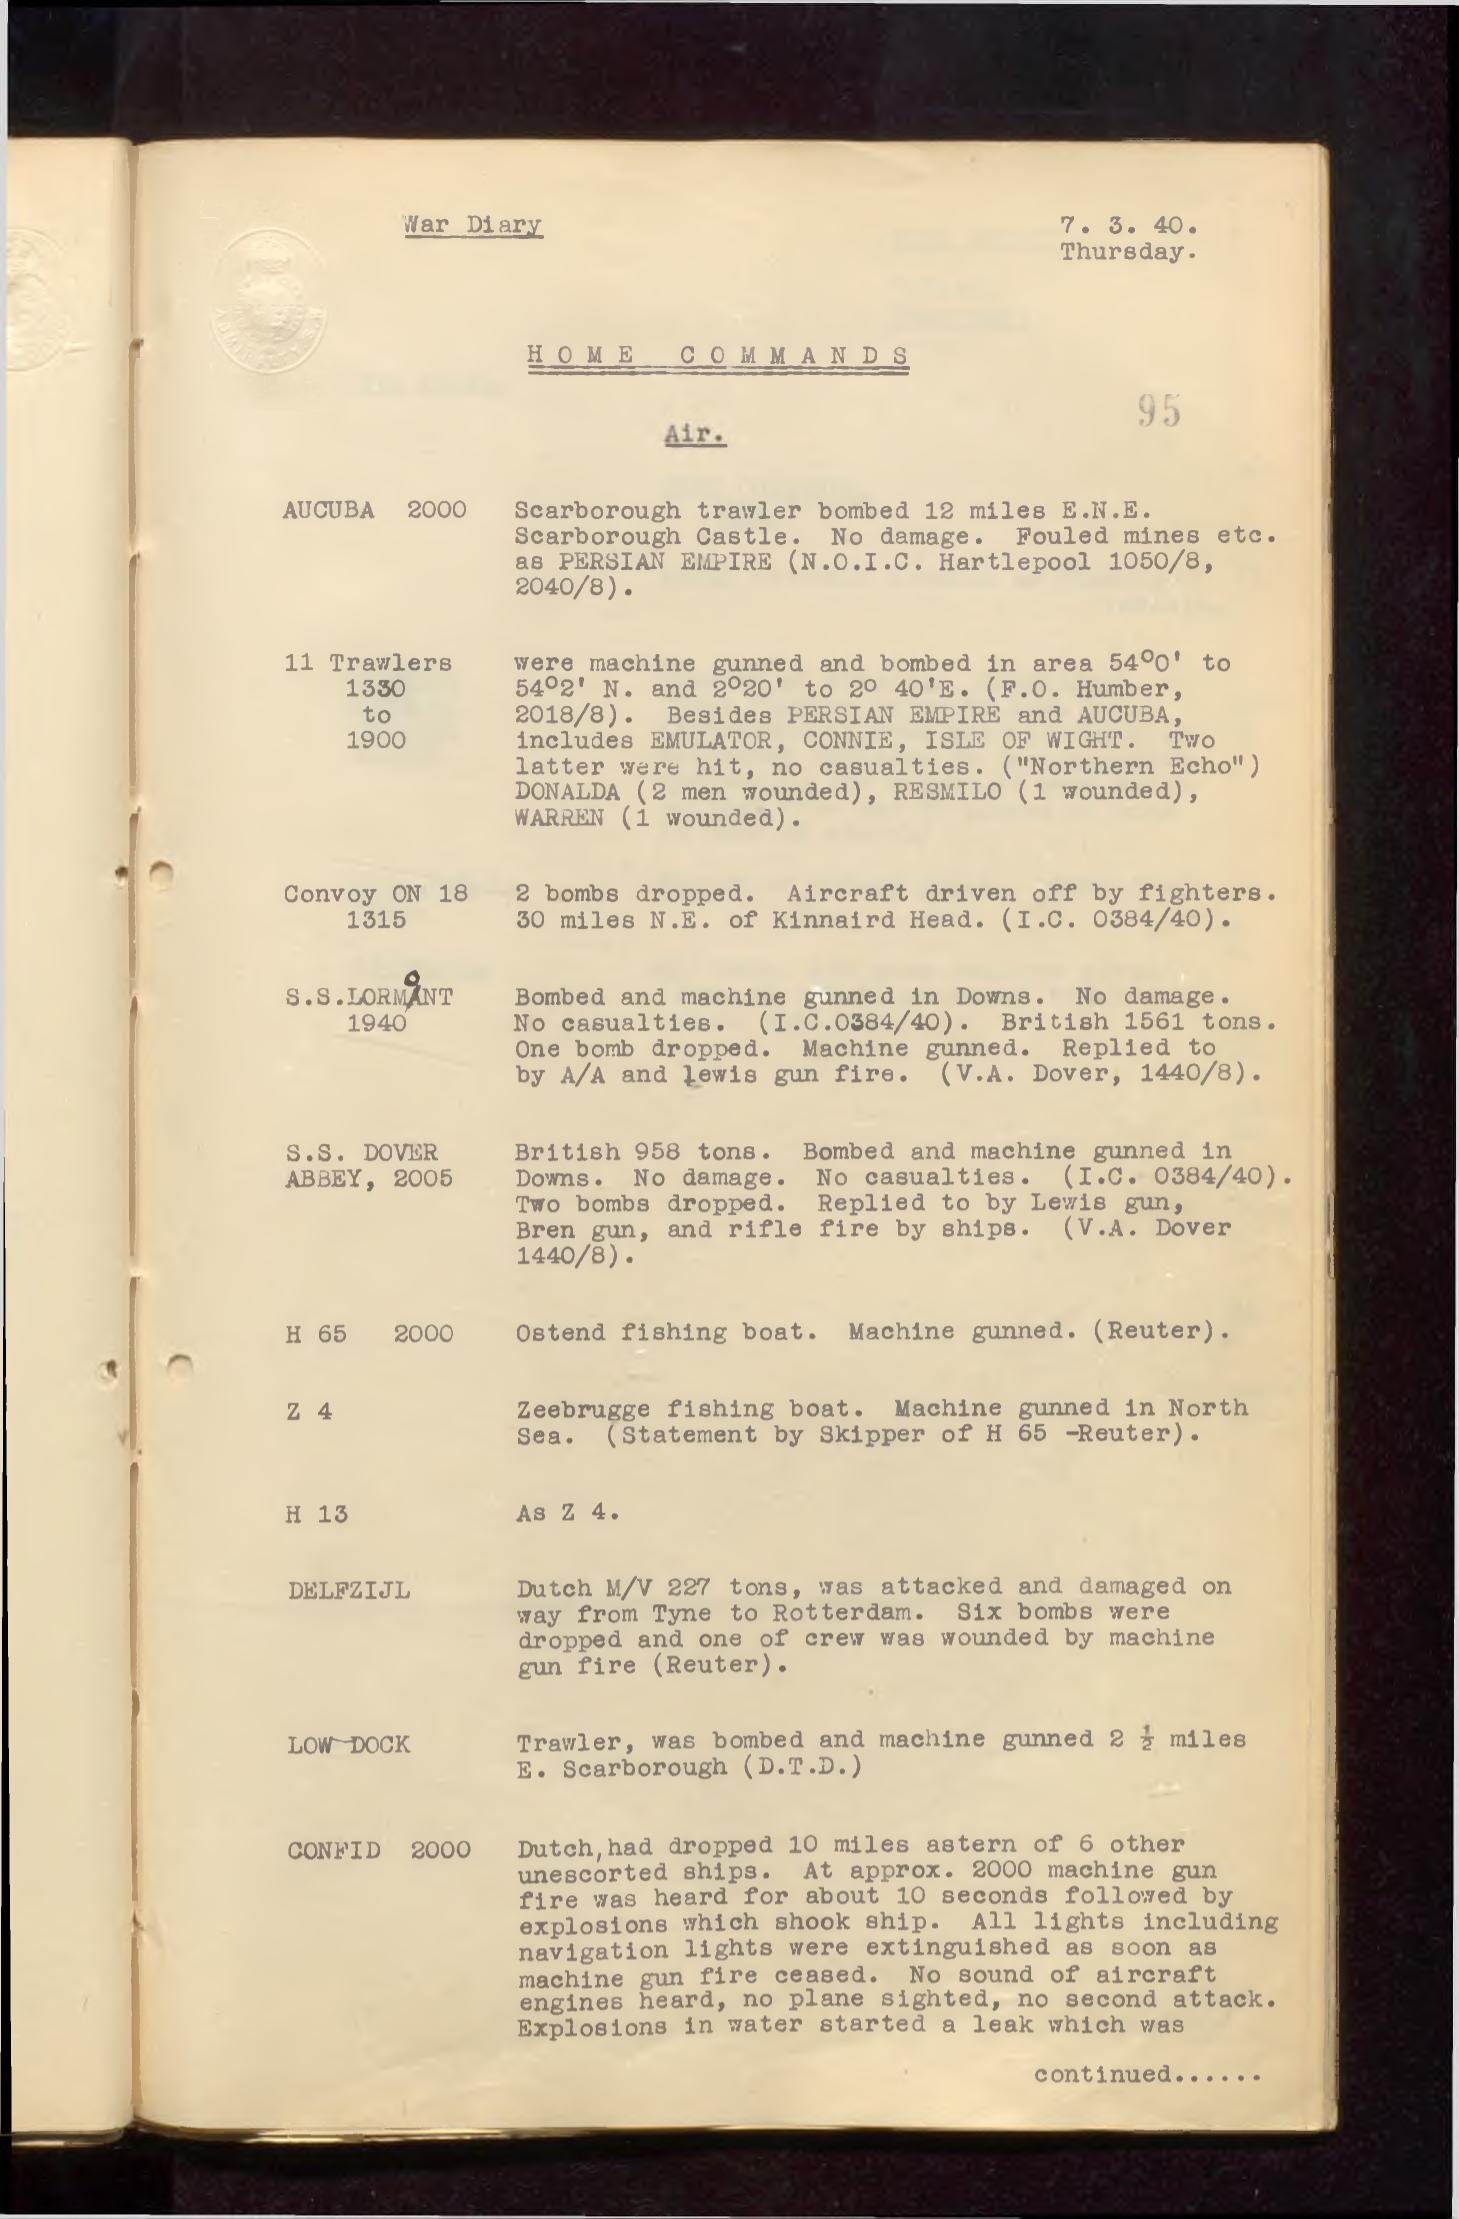 War Diary
7. 3. 40.
Thursday.
HOME COMMANDS
95
Air.
AUCUBA 2000 Scarborough trawler bombed 12 miles E.N.E.
Scarborough Castle. No damage. Fouled mines etc.
as PERSIAN EMPIRE (N.O.I.C. Hartlepool 1050/8,
2040/8).
11 Trawlers were machine gunned and bombed in area 54°0' to
1330 54°2' N. and 2°20' to 2° 40'E. (F.O. Humber,
to 2018/8). Besides PERSIAN EMPIRE and AUCUBA,
1900 includes EMULATOR, CONNIE, ISLE OF WIGHT. Two
latter were hit, no casualties. ("Northern Echo")
DONALDA (2 men wounded), RESMILO (1 wounded),
WARREN (1 wounded).
Convoy ON 18 2 bombs dropped. Aircraft driven off by fighters.
1315 30 miles N.E. of Kinnaird Head. (I.C. 0384/40).
S.S.LORMONT Bombed and machine gunned in Downs. No damage.
1940 No casualties. (I.C.0384/40). British 1561 tons.
One bomb dropped. Machine gunned. Replied to
by A/A and lewis gun fire. (V.A. Dover, 1440/8).
S.S. DOVER British 958 tons. Bombed and machine gunned in
ABBEY, 2005 Downs. No damage. No casualties. (I.C. 0384/40).
Two bombs dropped. Replied to by Lewis gun,
Bren gun, and rifle fire by ships. (V.A. Dover
1440/8).
H 65 2000 Ostend fishing boat. Machine gunned. (Reuter).
Z 4 Zeebrugge fishing boat. Machine gunned in North
Sea. (Statement by Skipper of H 65 -Reuter).
H 13 As Z 4.
DELFZIJL Dutch M/V 227 tons, was attacked and damaged on
way from Tyne to Rotterdam. Six bombs were
dropped and one of crew was wounded by machine
gun fire (Reuter).
LOW DOCK Trawler, was bombed and machine gunned 2 ½ miles
E. Scarborough (D.T.D.)
CONFID 2000 Dutch, had dropped 10 miles astern of 6 other
unescorted ships. At approx. 2000 machine gun
fire was heard for about 10 seconds followed by
explosions which shook ship. All lights including
navigation lights were extinguished as soon as
machine gun fire ceased. No sound of aircraft
engines heard, no plane sighted, no second attack.
Explosions in water started a leak which was
continued......